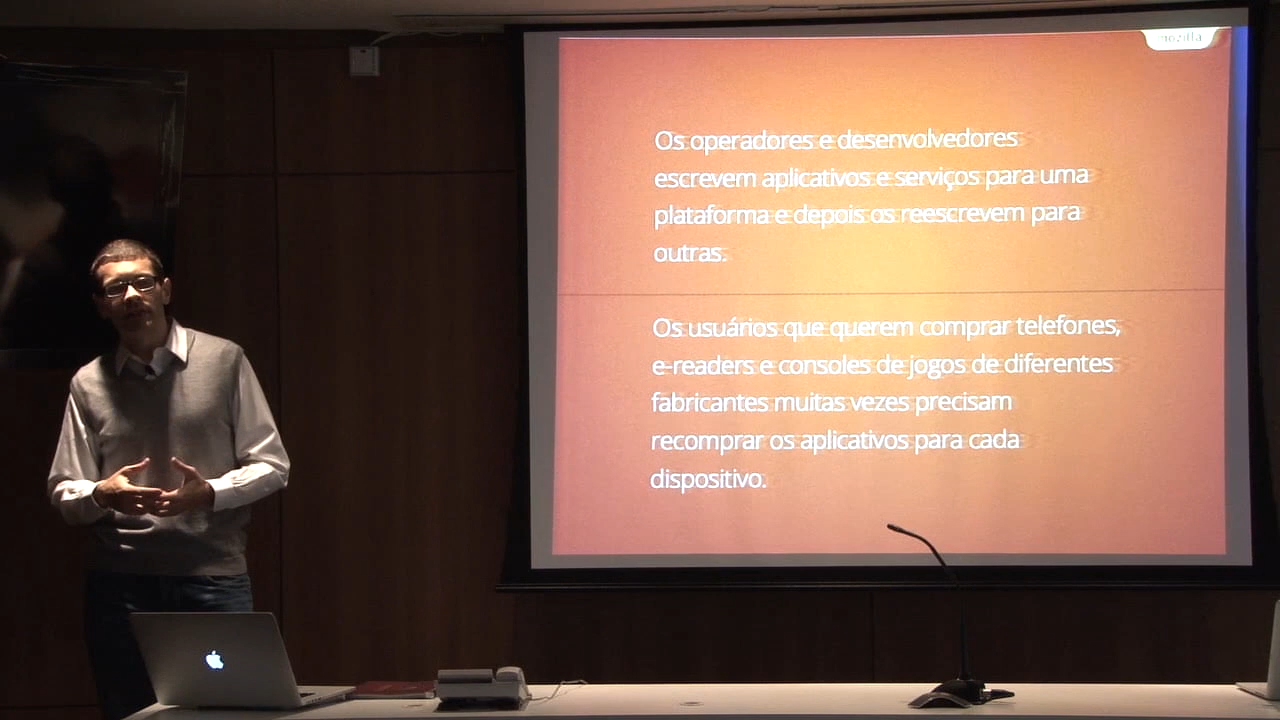 mozilla
Os operadores e desenvolvedores
escrevem aplicativos e serviços para uma
plataforma e depois os reescrevem para
outras.
Os usuários que querem comprar telefones,
e-readers e consoles de jogos de diferentes
fabricantes muitas vezes precisam
recomprar os aplicativos para cada
dispositivo.